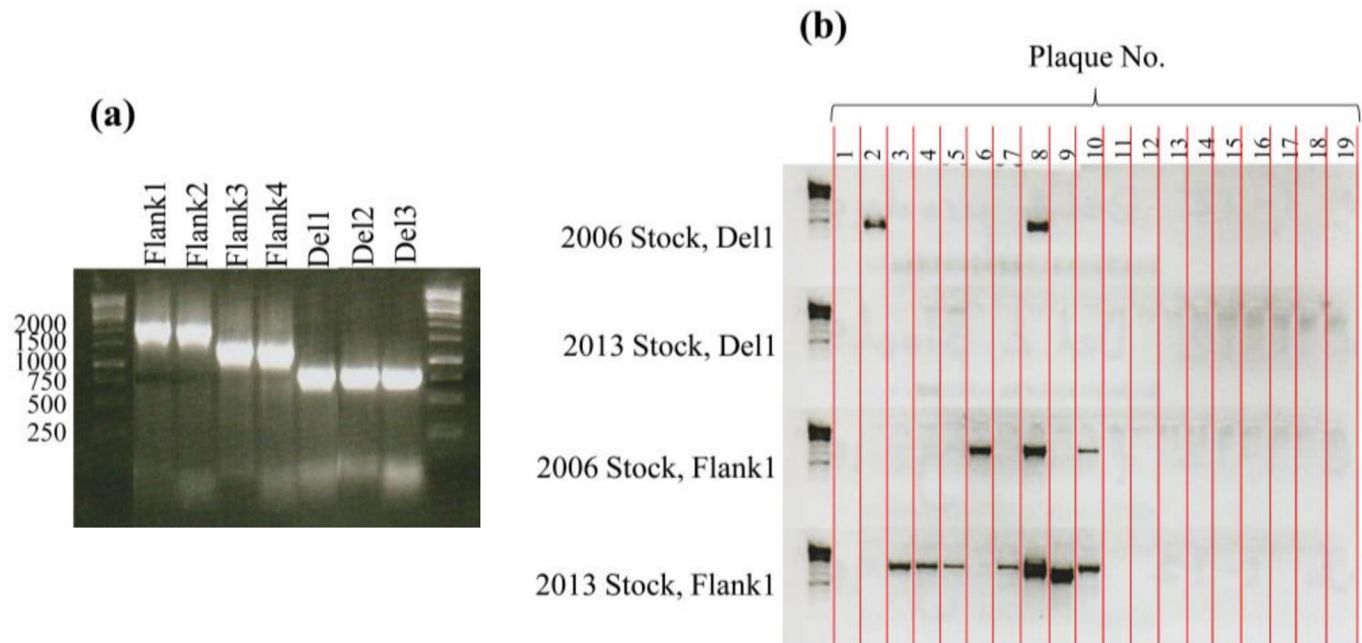 (a)
Flank1
Flank2
Flank3
Flank4
Del1
Del2
Del3
2000
1500
1000
750
500
250
(b)
Plaque No.
1 2 3 4 5 6 7 8 9 10 11 12 13 14 15 16 17 18 19
2006 Stock, Del1
2013 Stock, Del1
2006 Stock, Flank1
2013 Stock, Flank1